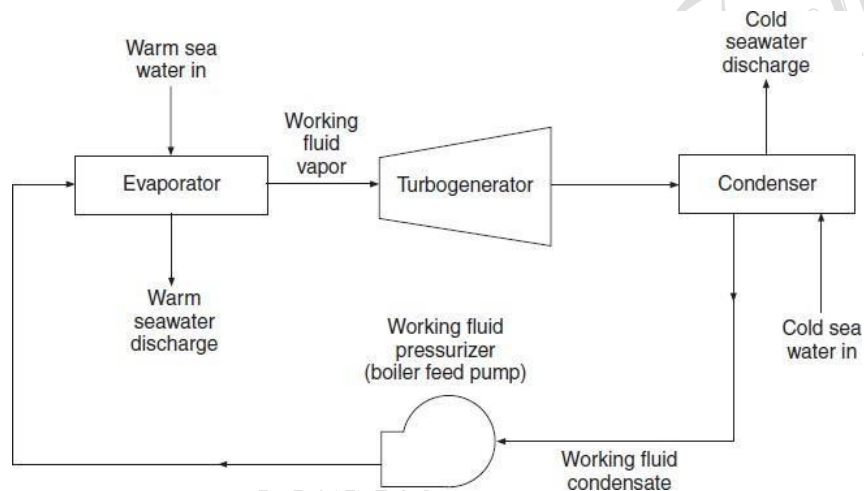 Cold
seawater
discharge
Warm sea
water in
Working
fluid
vapor
Evaporator
Turbogenerator
Condenser
Warm
seawater
discharge
Working fluid
pressurizer
(boiler feed pump)
Cold sea
water in
Working fluid
condensate